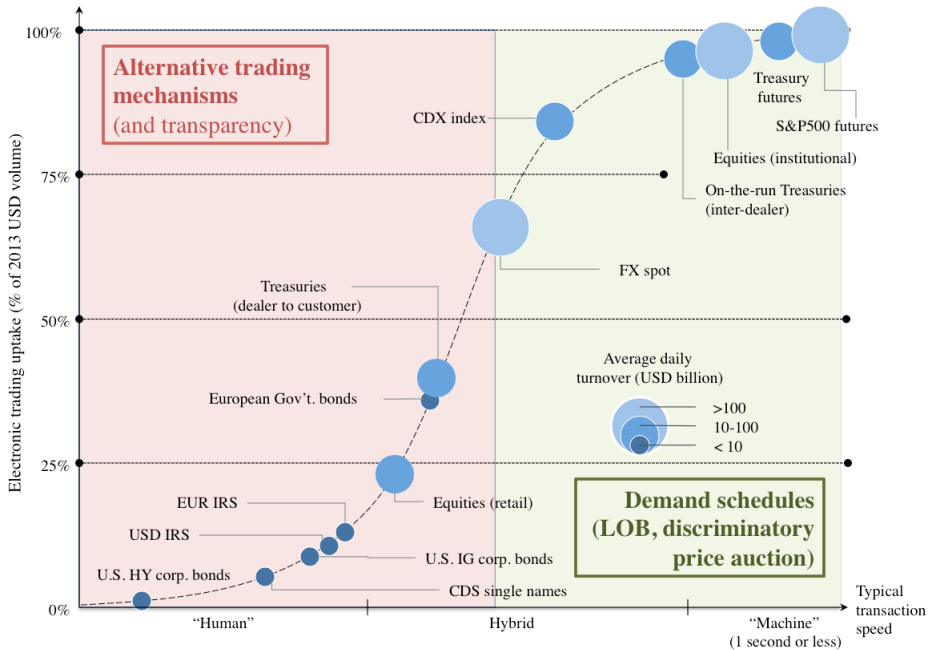 100%
Alternative trading
mechanisms
(and transparency)
CDX index
Treasury
futures
S&P500 futures
Equities (institutional)
75%
On-the-run Treasuries
(inter-dealer)
FX spot
Treasuries
(dealer to customer)
50%
Average daily
turnover (USD billion)
>100
10-100
< 10
European Gov’t. bonds
25%
Electronic trading uptake (% of 2013 USD volume)
EUR IRS
Equities (retail)
Demand schedules
(LOB, discriminatory
price auction)
USD IRS
U.S. IG corp. bonds
U.S. HY corp. bonds
CDS single names
0%
Typical
transaction
speed
“Human”
Hybrid
“Machine”
(1 second or less)